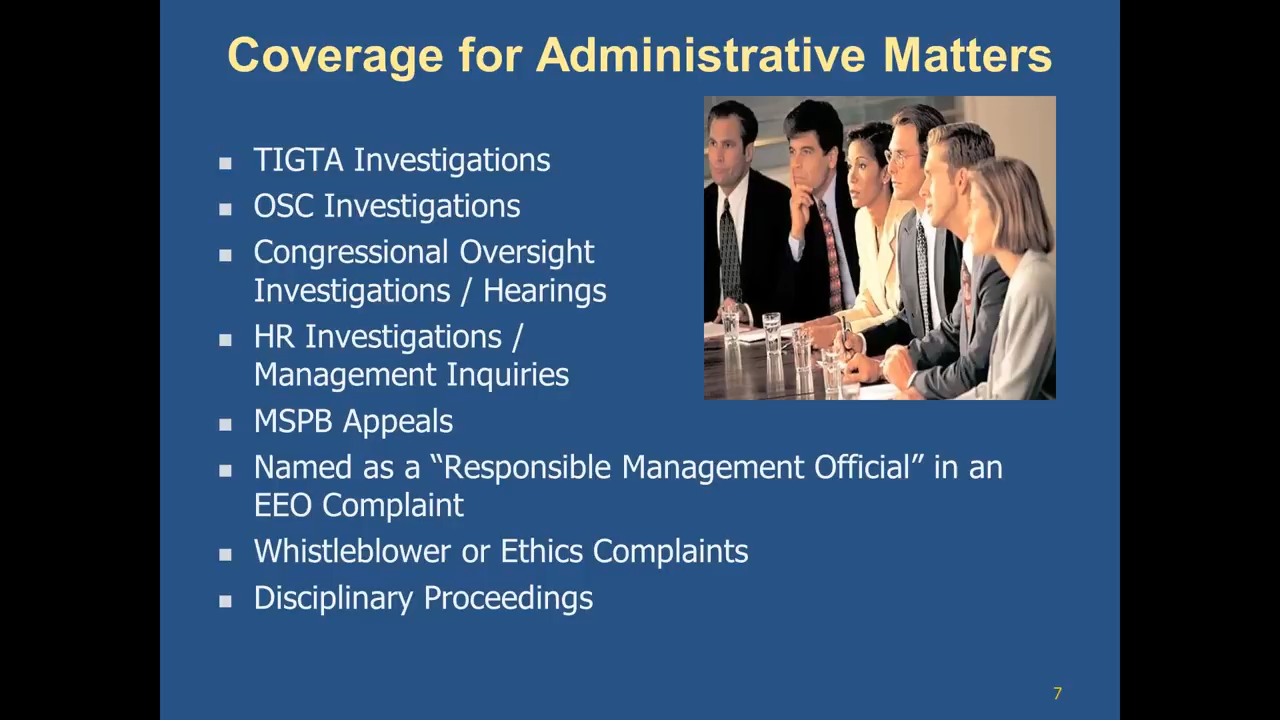 Coverage for Administrative Matters
TIGTA Investigations
OSC Investigations
Congressional Oversight
Investigations / Hearings
HR Investigations /
Management Inquiries
MSPB Appeals
Named as a “Responsible Management Official” in an
EEO Complaint
Whistleblower or Ethics Complaints
Disciplinary Proceedings
7